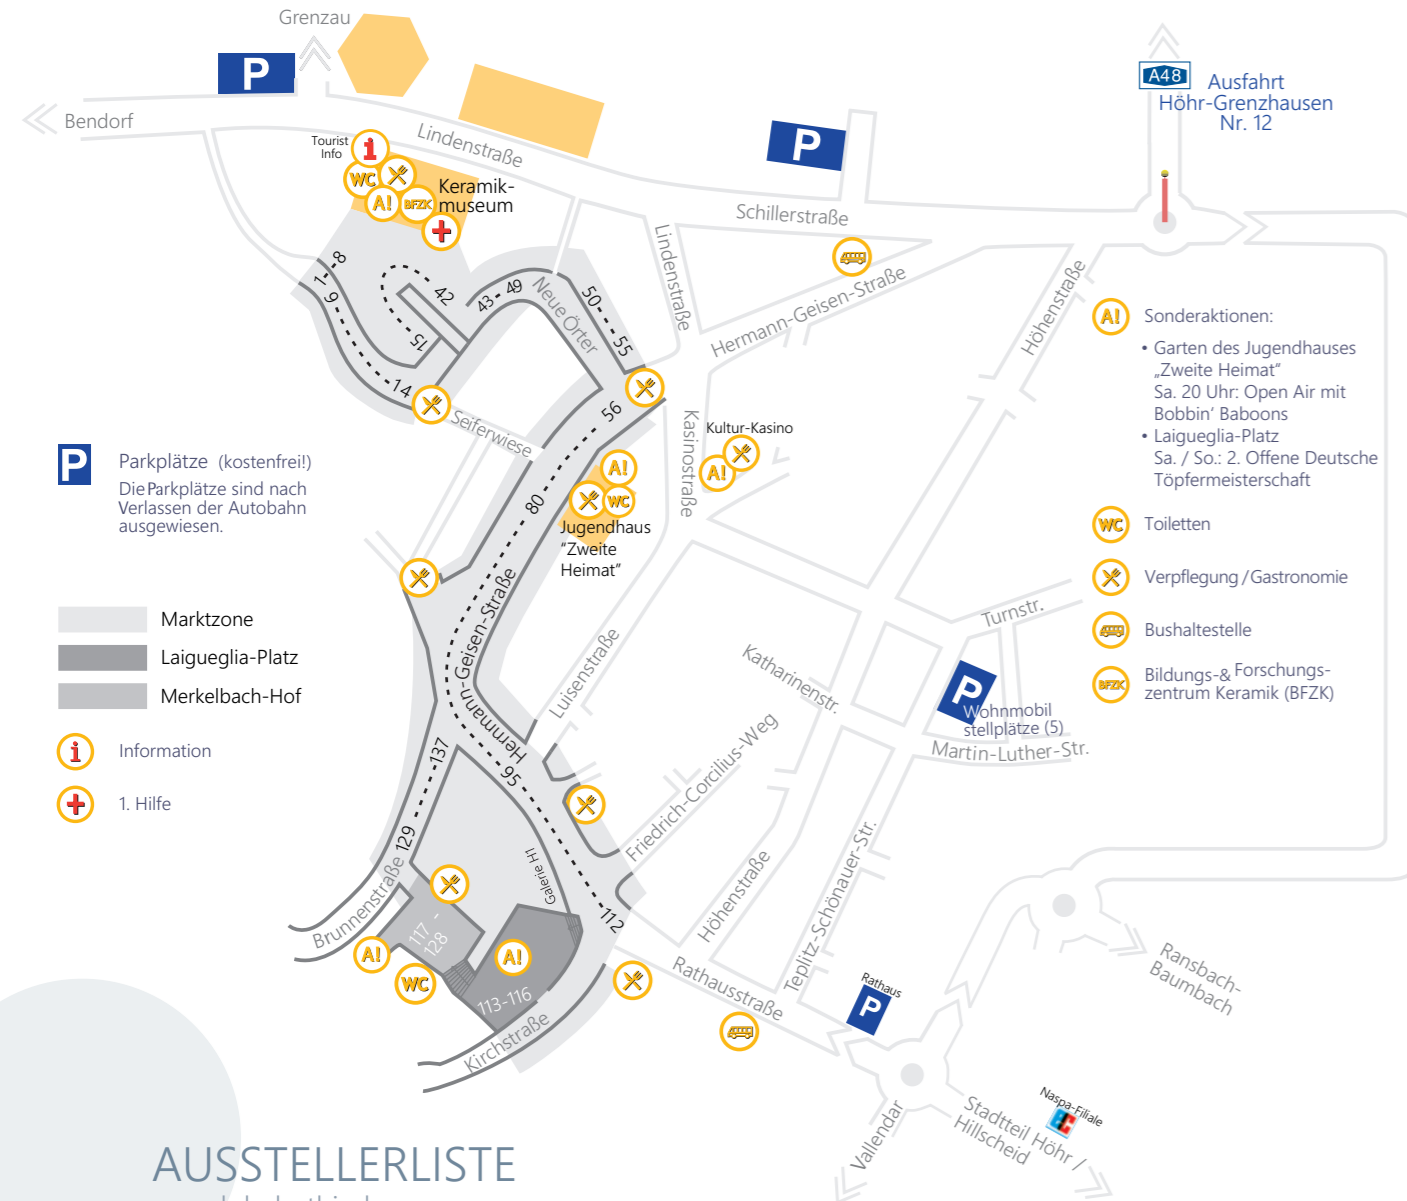 Grenzau
P
A48
Ausfahrt
Höhr-Grenzhausen
Nr. 12
Bendorf
Lindenstraße
Tourist
Info
i
WC
A!
BFZK
Keramik-
museum
P
Schillerstraße
Lindenstraße
Hermann-Geisen-Straße
Höhenstraße
1 - 8
9
14
15
42
43 - 49
Neue Örter
50
55
56
Seiferwiese
Kasinostraße
Kultur-Kasino
A!
A!
Sonderaktionen:
• Garten des Jugendhauses
„Zweite Heimat"
Sa. 20 Uhr: Open Air mit
Bobbin' Baboons
• Laigueglia-Platz
Sa. / So.: 2. Offene Deutsche
Töpfermeisterschaft
WC
Toiletten
Verpflegung / Gastronomie
Bushaltestelle
BFZK
Bildungs-& Forschungs-
zentrum Keramik (BFZK)
P
Parkplätze (kostenfrei!)
Die Parkplätze sind nach
Verlassen der Autobahn
ausgewiesen.
Marktzone
Laigueglia-Platz
Merkelbach-Hof
i
Information
1. Hilfe
80
A!
WC
Jugendhaus
"Zweite
Heimat"
Hermann-Geisen-Straße
Luisenstraße
Turnstr.
Katharinenstr.
P
Wohnmobil
stellplätze (5)
Martin-Luther-Str.
Friedrich-Corcilius-Weg
95
137
129
Galerie H1
112
Brunnenstraße
117 -
128
A!
WC
A!
113-116
Kirchstraße
Höhenstraße
Teplitz-Schönauer-Str.
Rathausstraße
Rathaus
P
Ransbach-
Baumbach
Vallendar
Stadtteil Höhr /
Hillscheid
Naspa-Filiale
AUSSTELLERLISTE